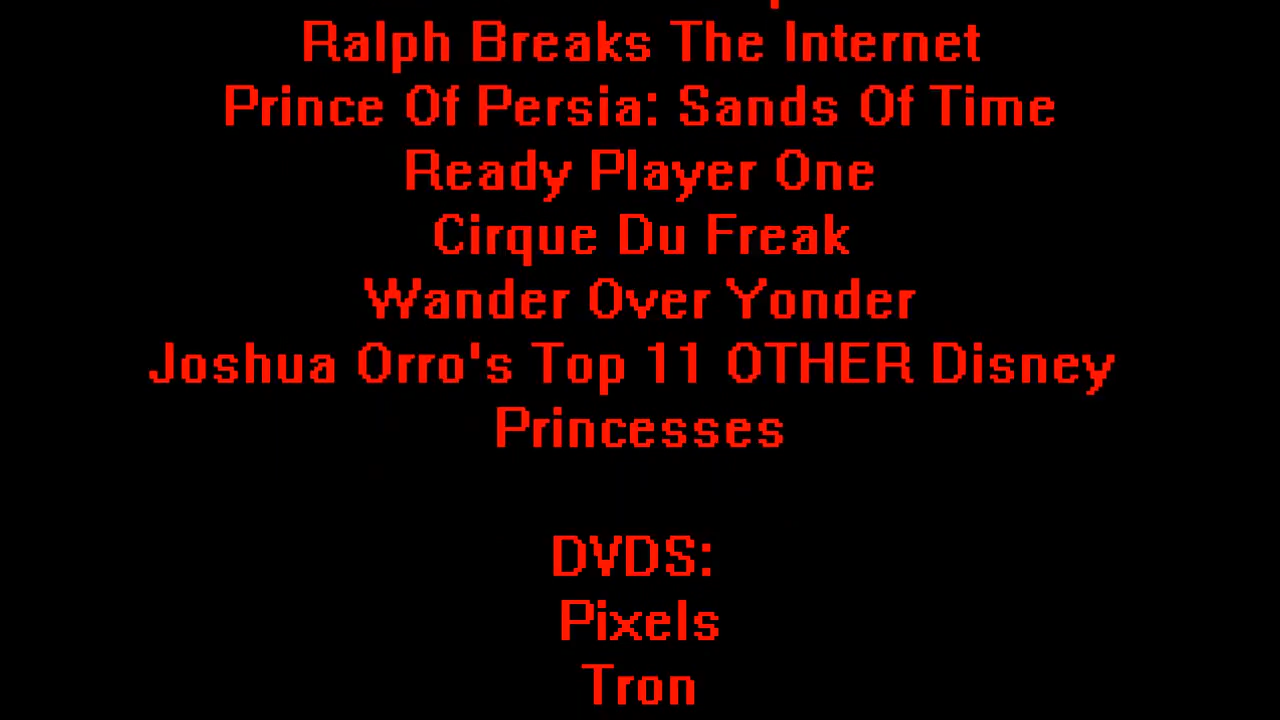 Ralph Breaks The Internet
Prince Of Persia: Sands Of Time
Ready Player One
Cirque Du Freak
Wander Over Yonder
Joshua Orro's Top 11 OTHER Disney
Princesses
DVDS:
Pixels
Tron